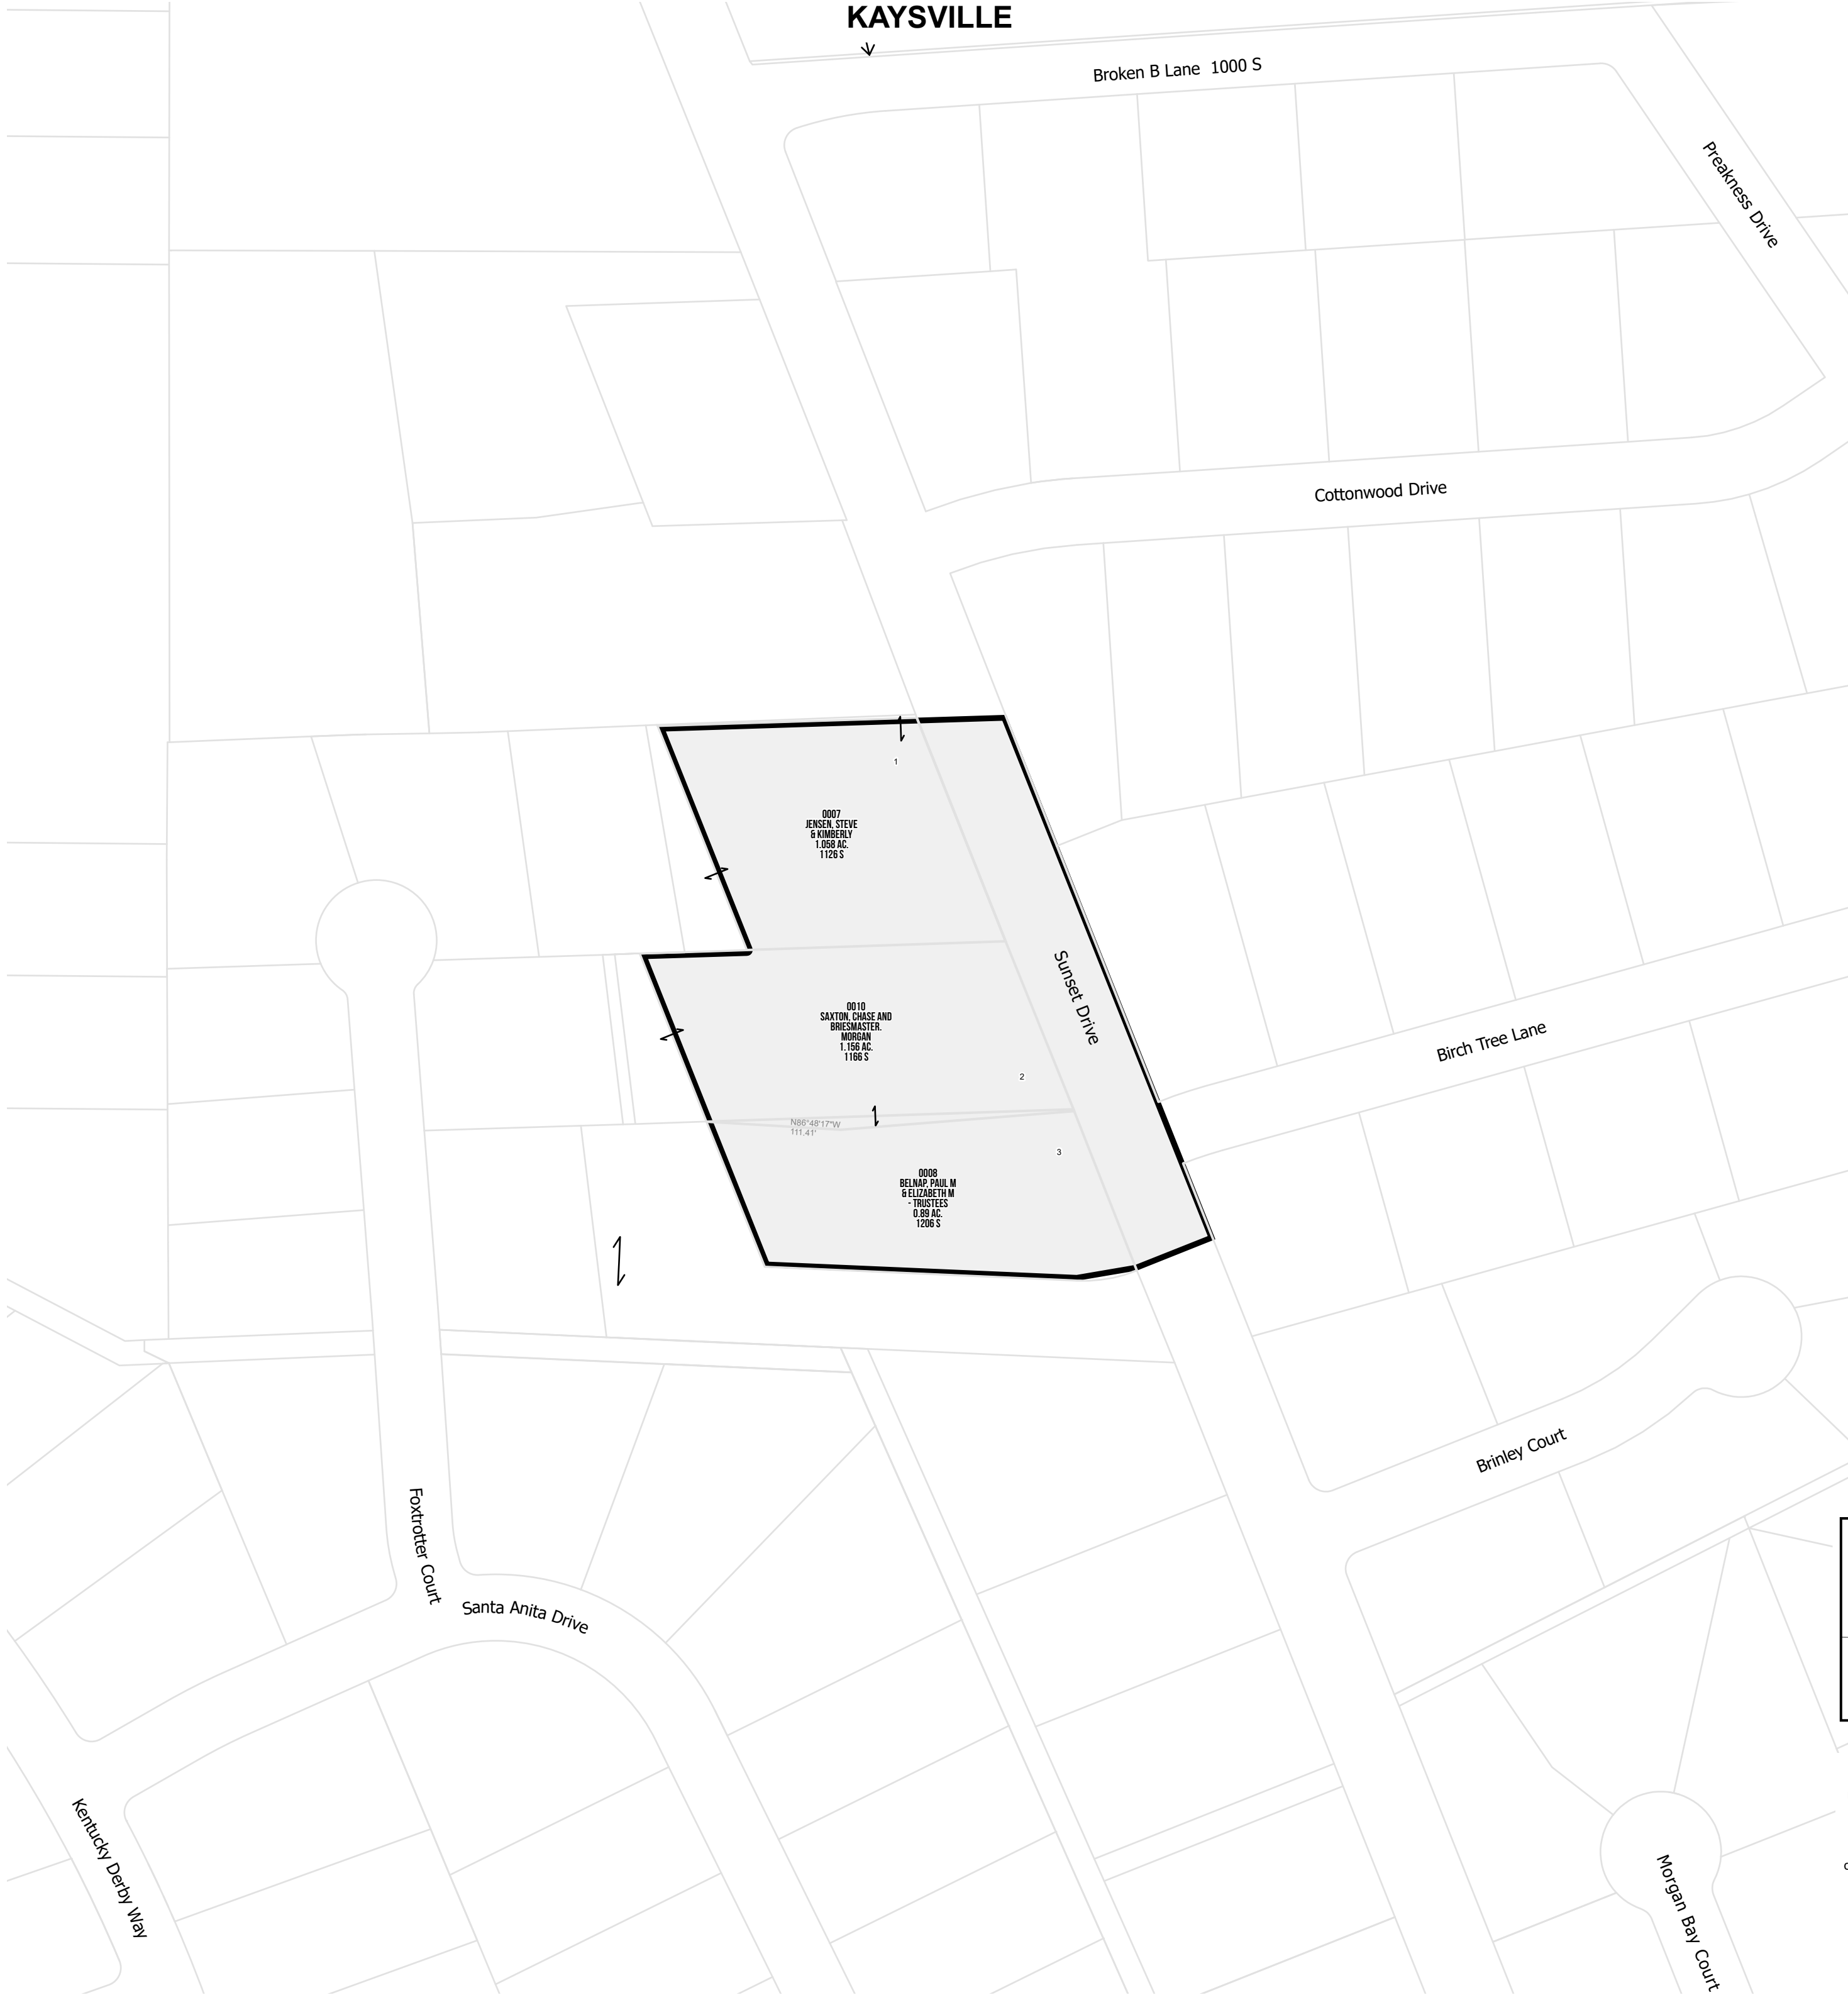 KAYSVILLE
Broken B Lane 1000 S
Preakness Drive
Cottonwood Drive
1
0007
JENSEN, STEVE
& KIMBERLY
1.058 AC.
1126 S
Sunset Drive
0010
SAXTON, CHASE AND
BRIESMASTER.
MORGAN
1.156 AC.
1166 S
Birch Tree Lane
2
N86°48'17"W
111.41'
3
0008
BELNAP, PAUL M
& ELIZABETH M
- TRUSTEES
0.89 AC.
1206 S
Brinley Court
Foxtrotter Court
Santa Anita Drive
Kentucky Derby Way
Morgan Bay Court